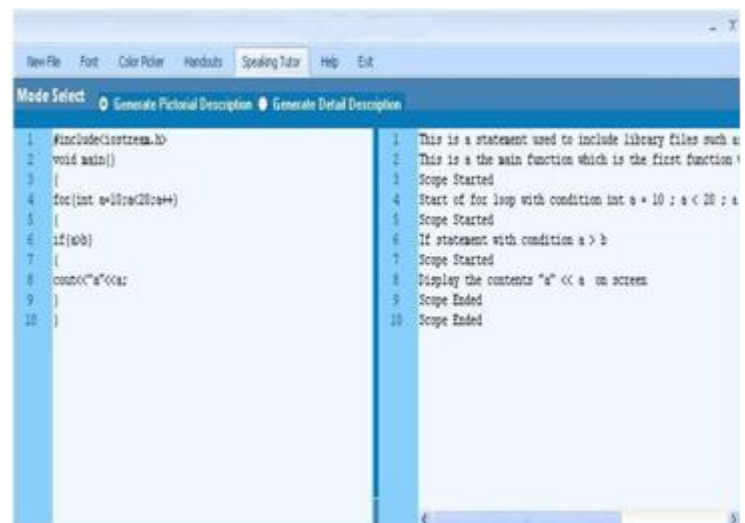 New File Font Color Picker Handouts Speaking Tutor Help Exit
Mode Select Generate Pictorial Description Generate Detail Description
1 #include<iostream.h>
2 void main()
3 {
4 for(int a=10;a<20;a++)
5 {
6 if(a>b)
7 {
8 cout<<"a"<<a;
9 }
10 }
1 This is a statement used to include library files such a
2 This is a the main function which is the first function
3 Scope Started
4 Start of for loop with condition int a = 10 ; a < 20 ; a
5 Scope Started
6 If statement with condition a > b
7 Scope Started
8 Display the contents "a" << a on screen
9 Scope Ended
10 Scope Ended